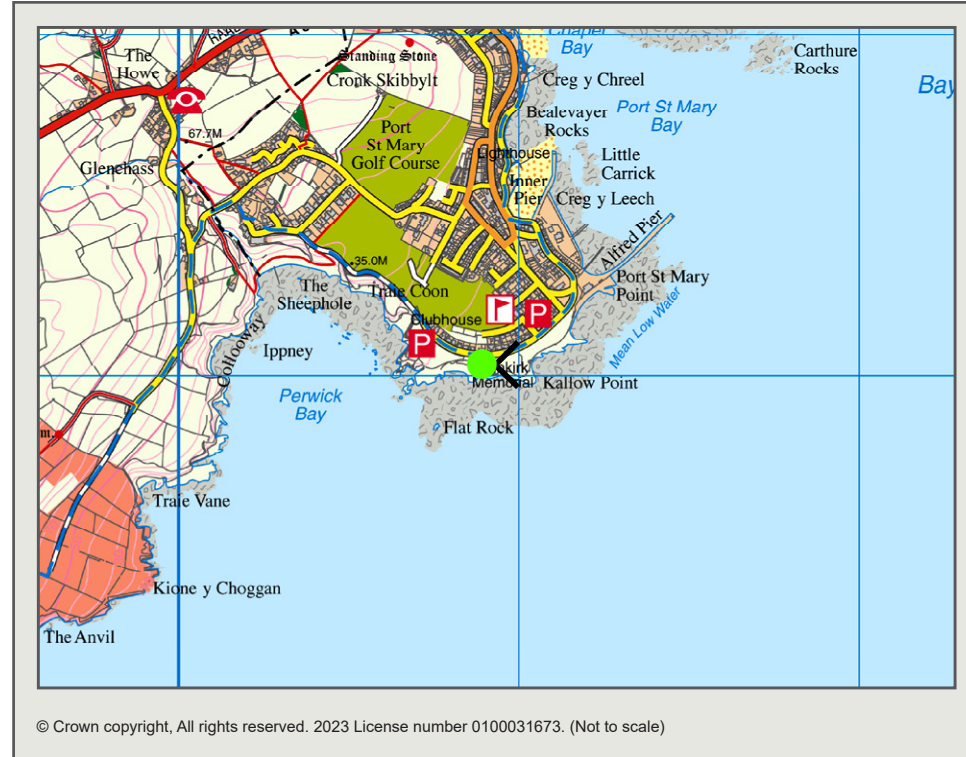 Chapel
Bay
Carthure
Rocks
The
Howe
Standing Stone
Cronk Skibbylt
Creg y Chreel
Bay
Bealevayer
Rocks
Port St Mary
Bay
67.7M
Port
St Mary
Golf Course
Lighthouse
Little
Carrick
Glenchass
Inner
Pier
Creg y Leech
Alfred Pier
35.0M
The
Sheephole
Traie Coon
Port St Mary
Point
Clubhouse
P
P
Mean Low Water
Collooway
Ippney
Memorial
Kallow Point
Perwick
Bay
Flat Rock
m.
Traie Vane
Kione y Choggan
The Anvil
© Crown copyright, All rights reserved. 2023 License number 0100031673. (Not to scale)